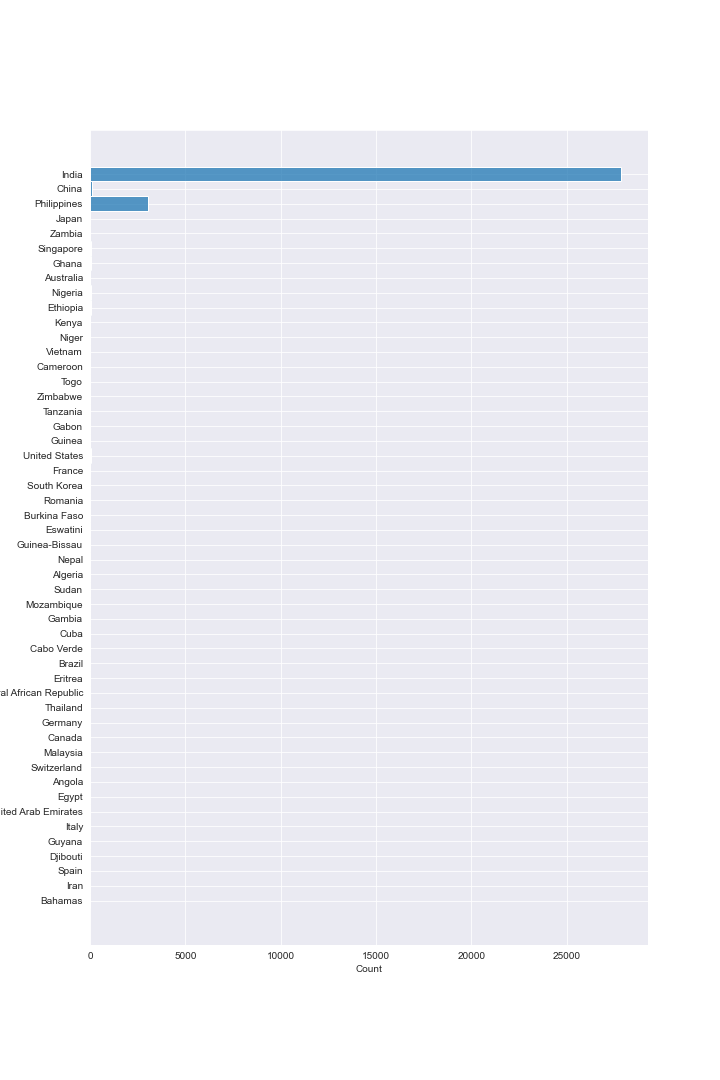 India
China
Philippines
Japan
Zambia
Singapore
Ghana
Australia
Nigeria
Ethiopia
Kenya
Niger
Vietnam
Cameroon
Togo
Zimbabwe
Tanzania
Gabon
Guinea
United States
France
South Korea
Romania
Burkina Faso
Eswatini
Guinea-Bissau
Nepal
Algeria
Sudan
Mozambique
Gambia
Cuba
Cabo Verde
Brazil
Eritrea
al African Republic
Thailand
Germany
Canada
Malaysia
Switzerland
Angola
Egypt
ited Arab Emirates
Italy
Guyana
Djibouti
Spain
Iran
Bahamas
0 5000 10000 15000 20000 25000
Count